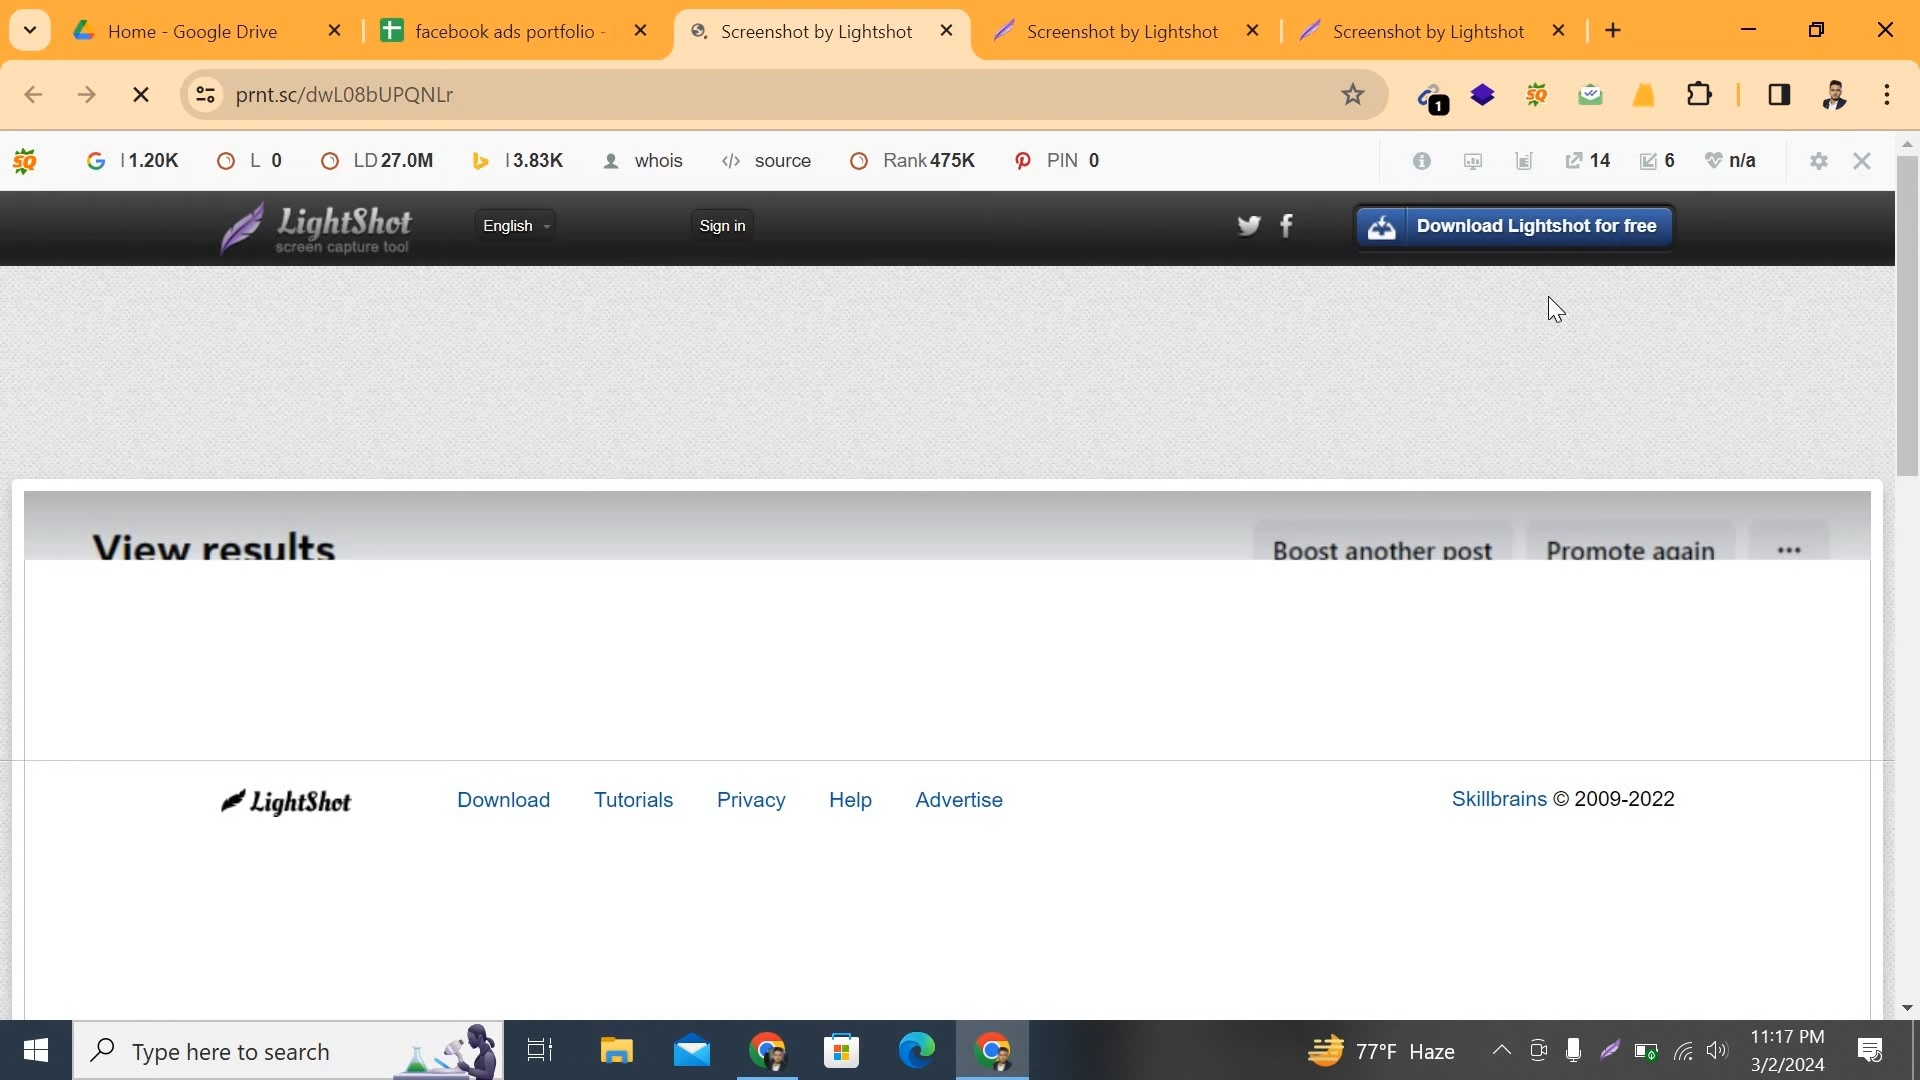 Home - Google Drive
facebook ads portfolio -
Screenshot by Lightshot
Screenshot by Lightshot
Screenshot by Lightshot
prnt.sc/dwL08bUPQNLr
1
SQ
SQ
G I 1.20K
L 0
LD 27.0M
I 3.83K
whois
</> source
Rank 475K
PIN 0
14
6
n/a
LightShot
screen capture tool
English
Sign in
Download Lightshot for free
View results
Boost another post
Promote again
...
LightShot
Download
Tutorials
Privacy
Help
Advertise
Skillbrains © 2009-2022
Type here to search
77°F Haze
11:17 PM
3/2/2024